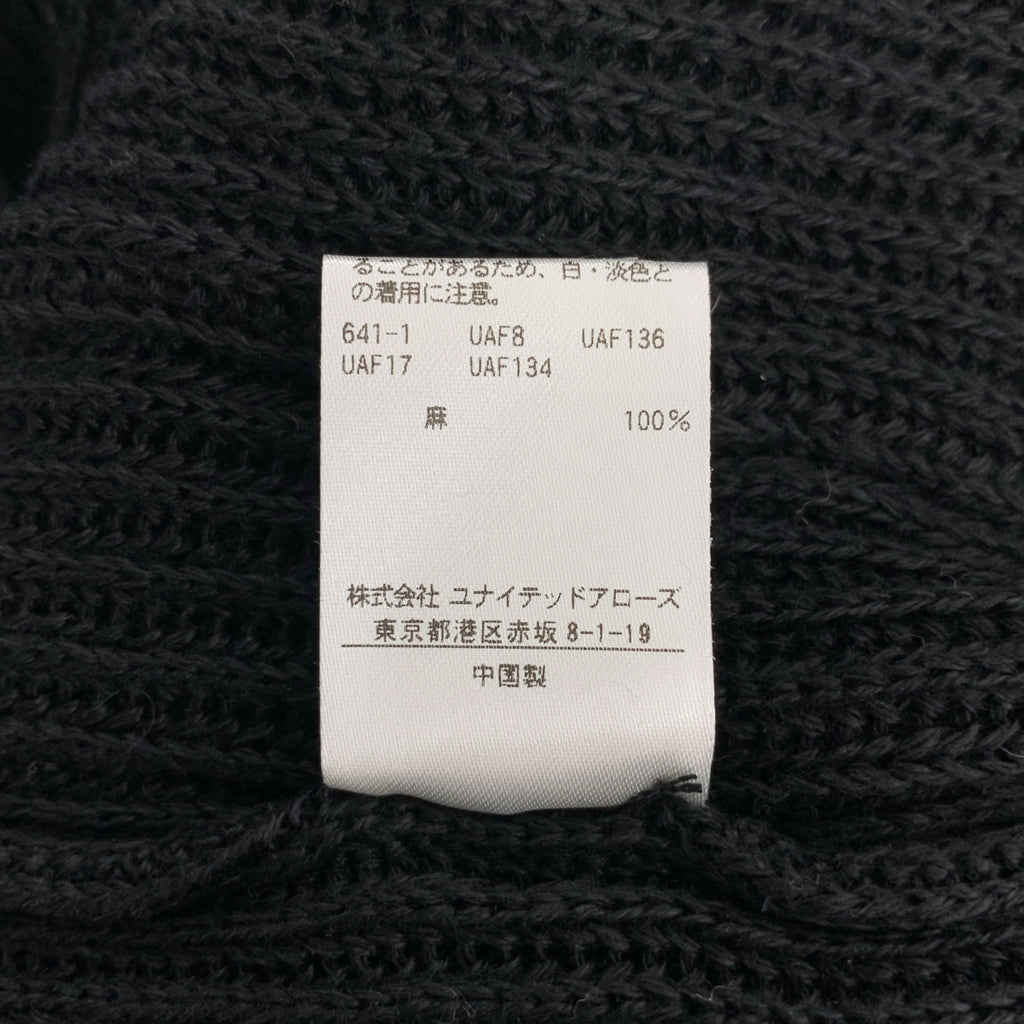 ることがあるため、白・淡色と
の着用に注意。
641-1 UAF8 UAF136
UAF17 UAF134
麻 100%
株式会社 ユナイテッドアローズ
東京都港区赤坂 8-1-19
中国製